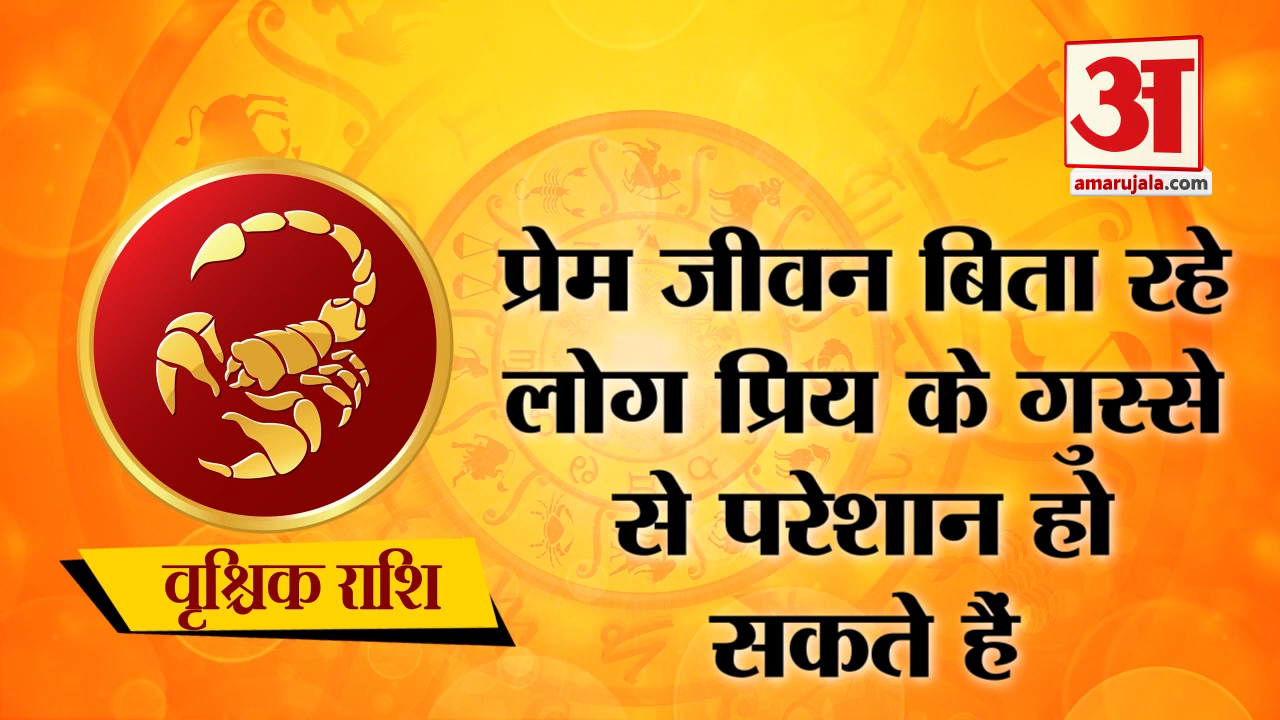 अ
amarujala.com
प्रेम जीवन बिता रहे
लोग प्रिय के गुस्से
से परेशान हो
सकते हैं
वृश्चिक राशि